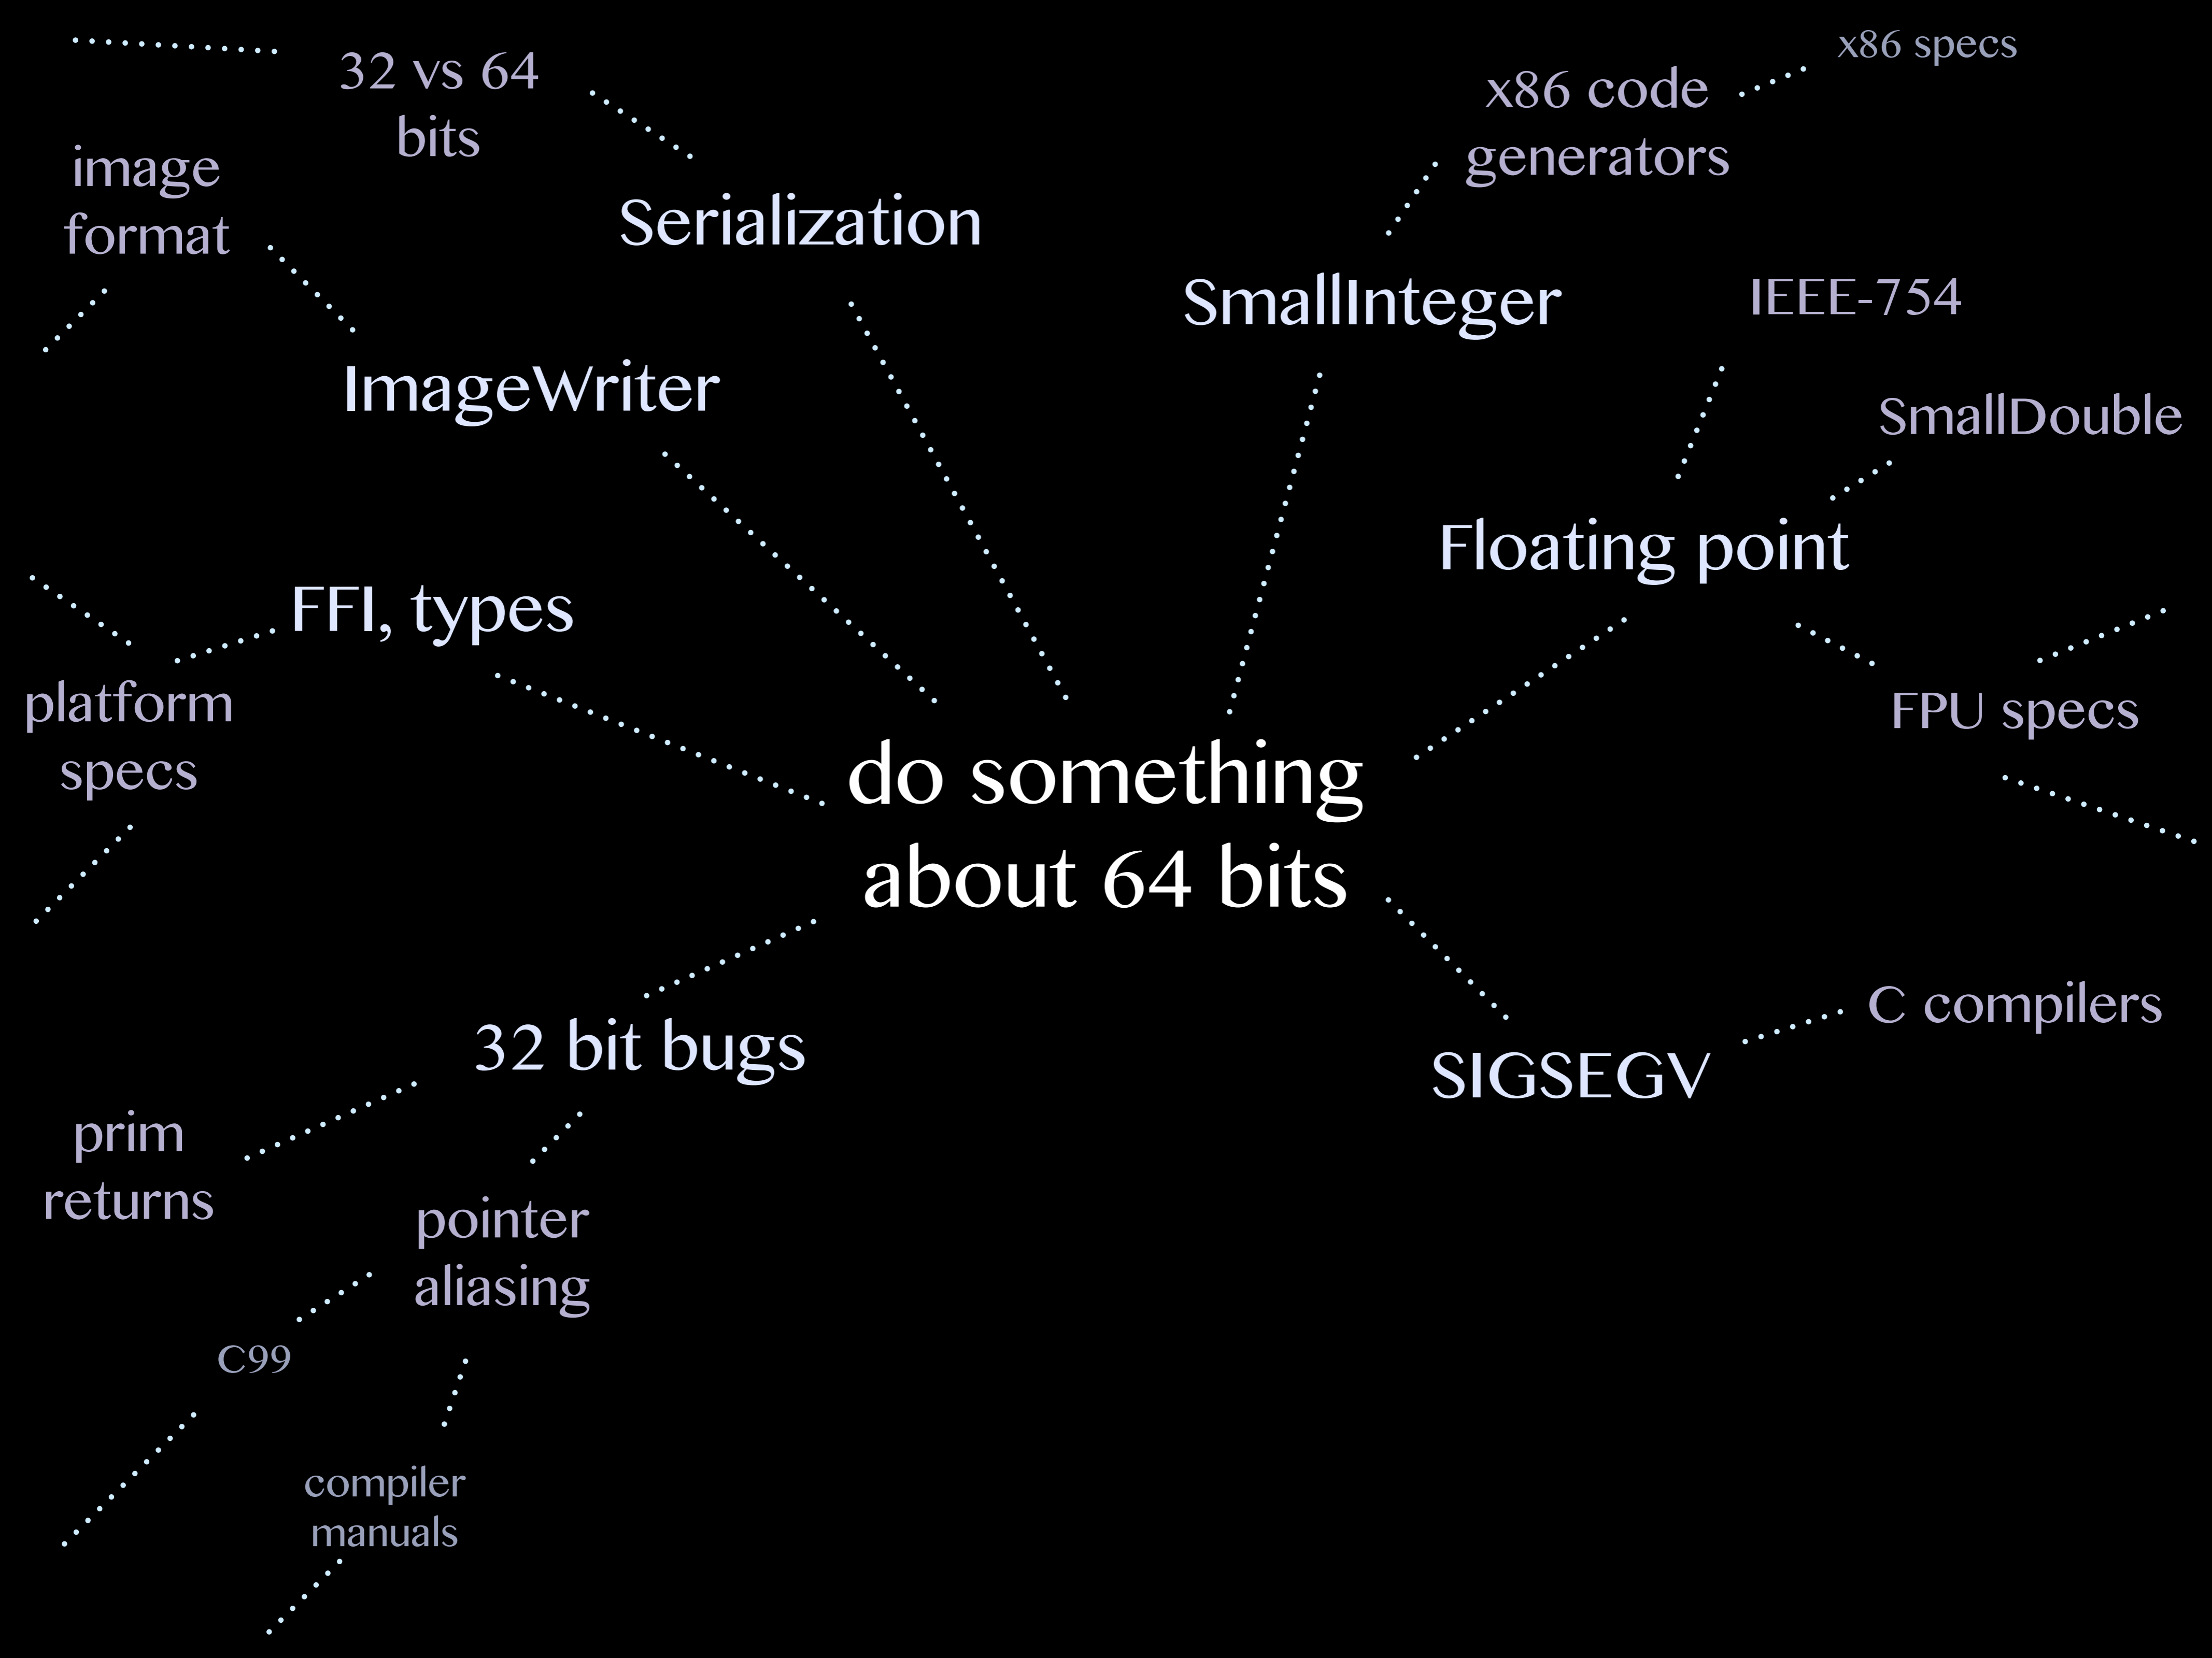 32 vs 64
bits
image
format
Serialization
ImageWriter
x86 specs
x86 code
generators
SmallInteger
IEEE-754
SmallDouble
Floating point
FFI, types
platform
specs
FPU specs
do something
about 64 bits
32 bit bugs
C compilers
SIGSEGV
prim
returns
pointer
aliasing
C99
compiler
manuals